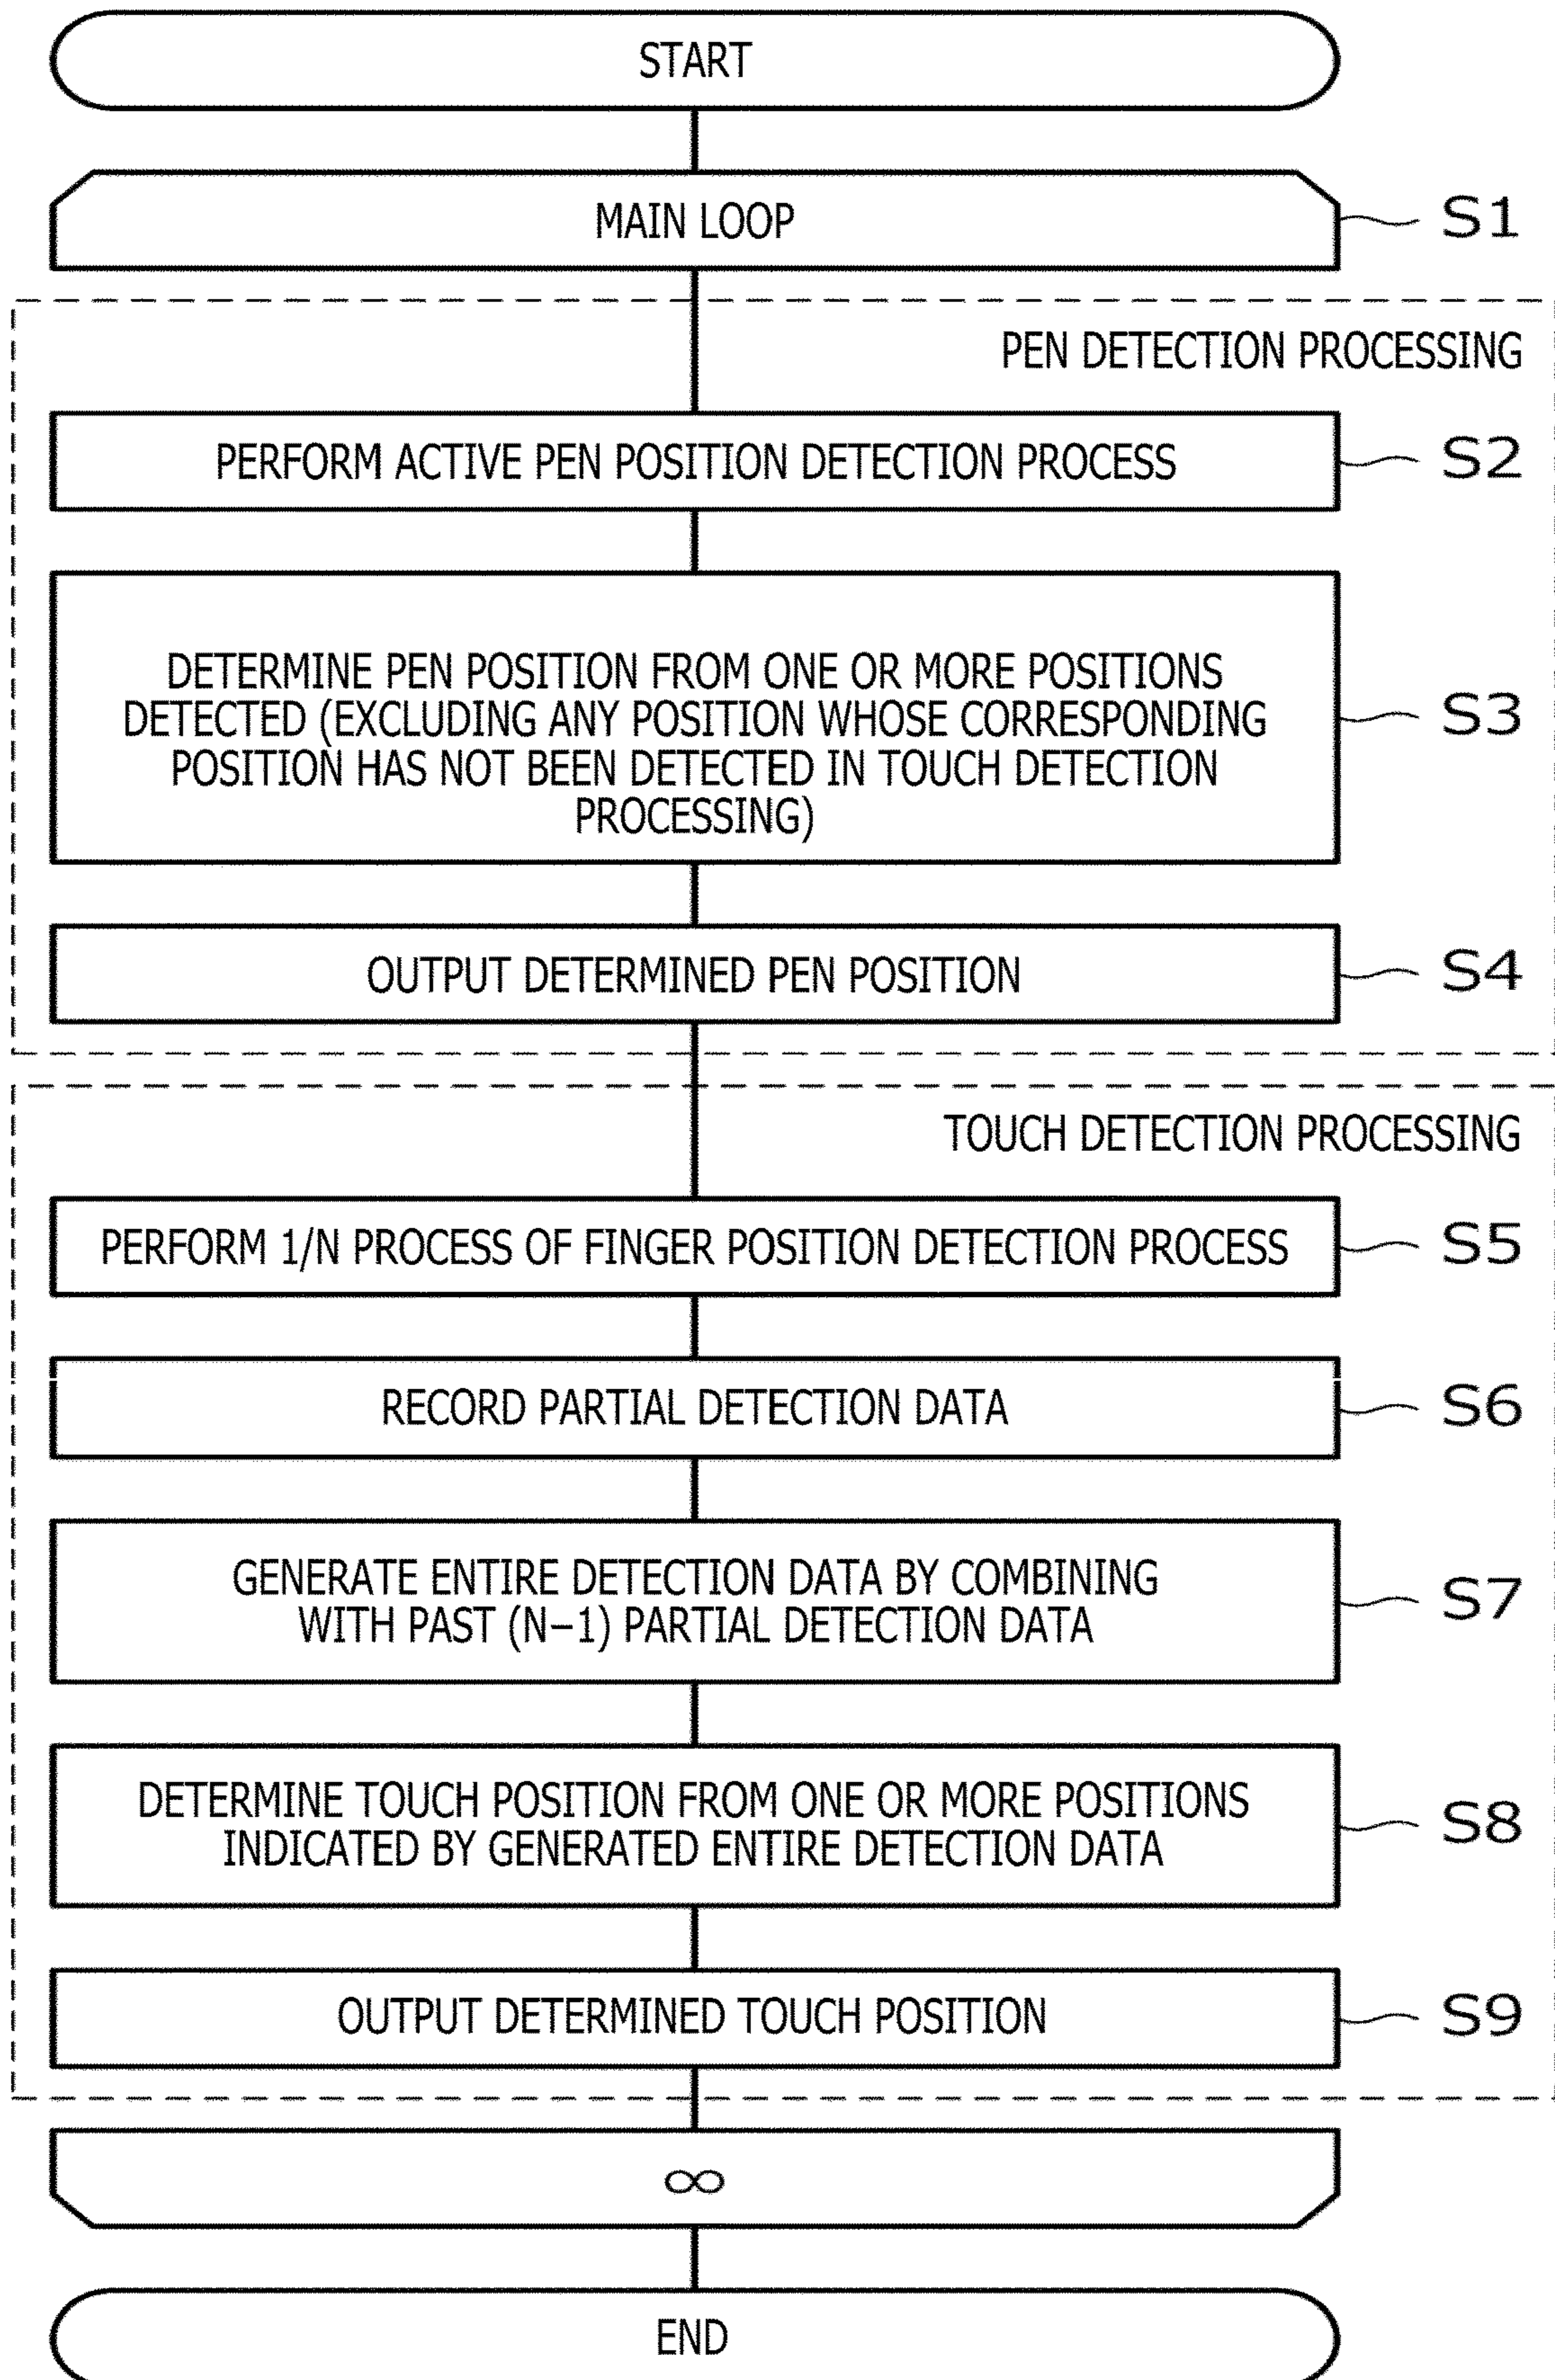 START
MAIN LOOP
S1
PEN DETECTION PROCESSING
PERFORM ACTIVE PEN POSITION DETECTION PROCESS
S2
DETERMINE PEN POSITION FROM ONE OR MORE POSITIONS
DETECTED (EXCLUDING ANY POSITION WHOSE CORRESPONDING
POSITION HAS NOT BEEN DETECTED IN TOUCH DETECTION
PROCESSING)
S3
OUTPUT DETERMINED PEN POSITION
S4
TOUCH DETECTION PROCESSING
PERFORM 1/N PROCESS OF FINGER POSITION DETECTION PROCESS
S5
RECORD PARTIAL DETECTION DATA
S6
GENERATE ENTIRE DETECTION DATA BY COMBINING
WITH PAST (N−1) PARTIAL DETECTION DATA
S7
DETERMINE TOUCH POSITION FROM ONE OR MORE POSITIONS
INDICATED BY GENERATED ENTIRE DETECTION DATA
S8
OUTPUT DETERMINED TOUCH POSITION
S9
∞
END